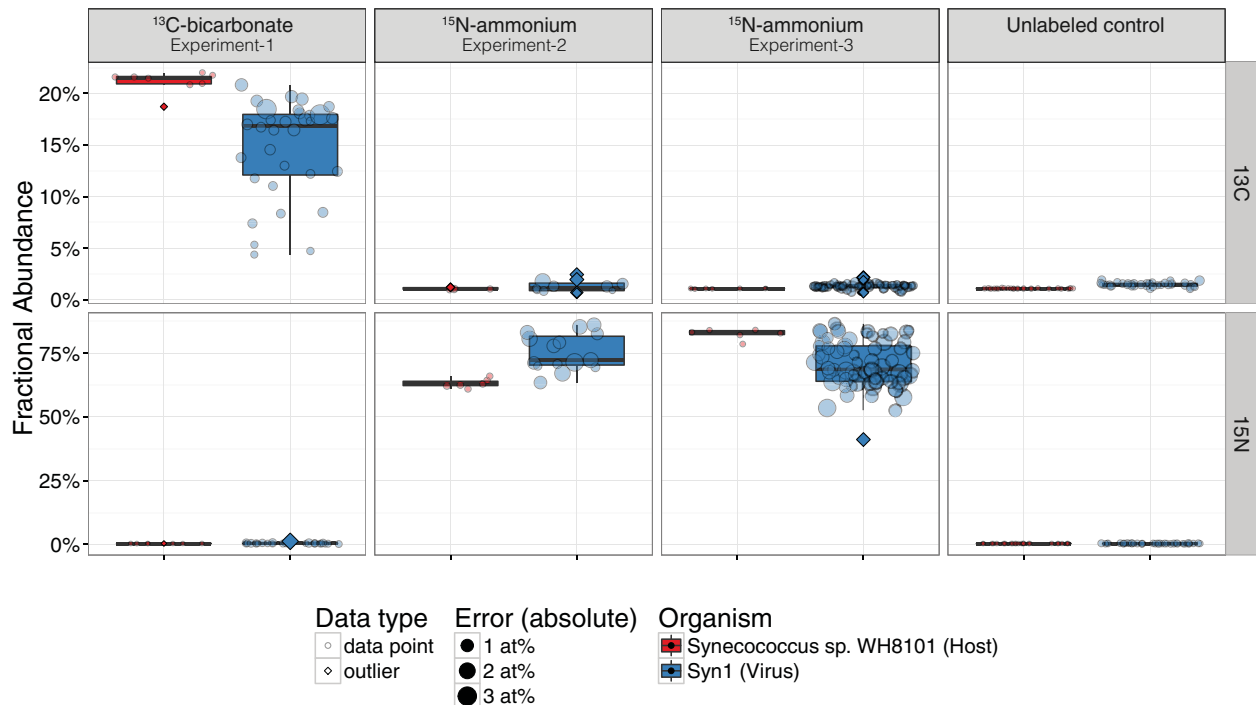 ¹³C-bicarbonate
Experiment-1
¹⁵N-ammonium
Experiment-2
¹⁵N-ammonium
Experiment-3
Unlabeled control
Fractional Abundance
20%
15%
10%
5%
0%
13C
75%
50%
25%
0%
15N
Data type
data point
outlier
Error (absolute)
1 at%
2 at%
3 at%
Organism
Synecococcus sp. WH8101 (Host)
Syn1 (Virus)